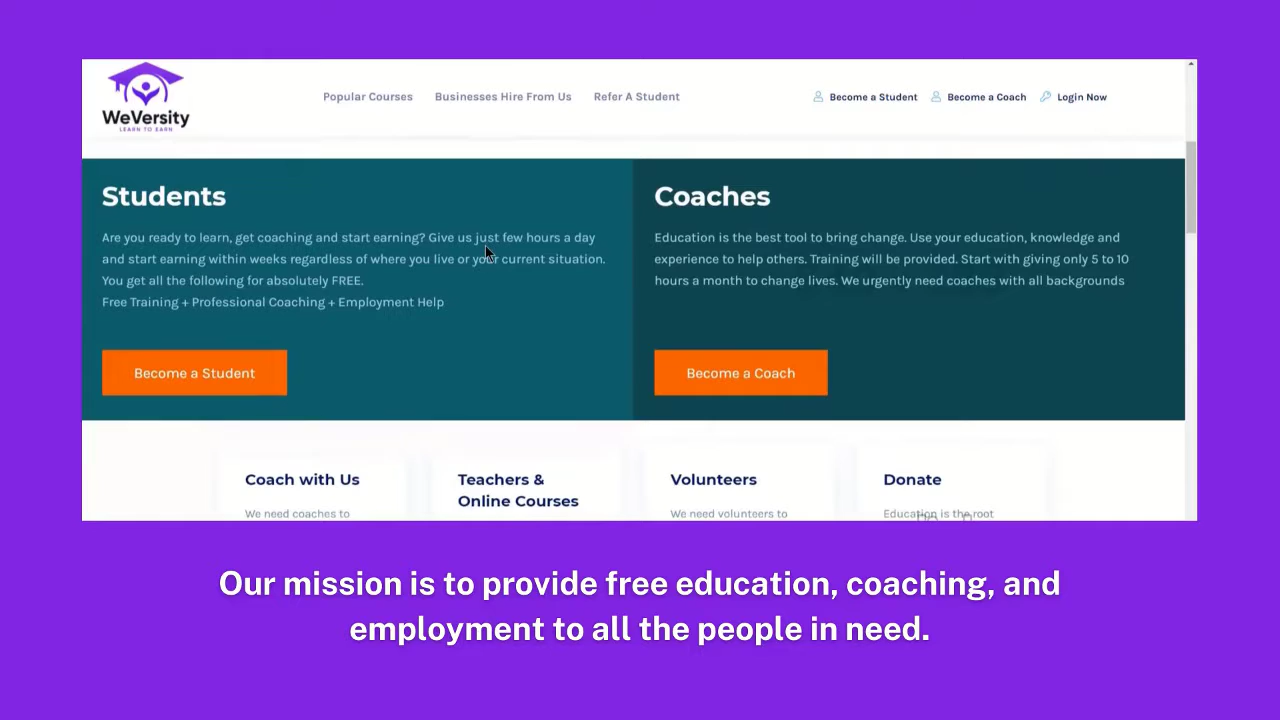 WeVersity
LEARN TO EARN
Popular Courses
Businesses Hire From Us
Refer A Student
Become a Student
Become a Coach
Login Now
Students
Are you ready to learn, get coaching and start earning? Give us just few hours a day
and start earning within weeks regardless of where you live or your current situation.
You get all the following for absolutely FREE.
Free Training + Professional Coaching + Employment Help
Become a Student
Coaches
Education is the best tool to bring change. Use your education, knowledge and
experience to help others. Training will be provided. Start with giving only 5 to 10
hours a month to change lives. We urgently need coaches with all backgrounds
Become a Coach
Coach with Us
We need coaches to
Teachers &
Online Courses
Volunteers
We need volunteers to
Donate
Education is the root
Our mission is to provide free education, coaching, and
employment to all the people in need.